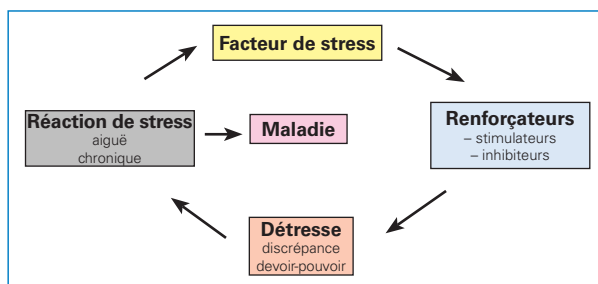 Facteur de stress
Réaction de stress
aiguë
chronique
Maladie
Renforçateurs
– stimulateurs
– inhibiteurs
Détresse
discrépance
devoir-pouvoir